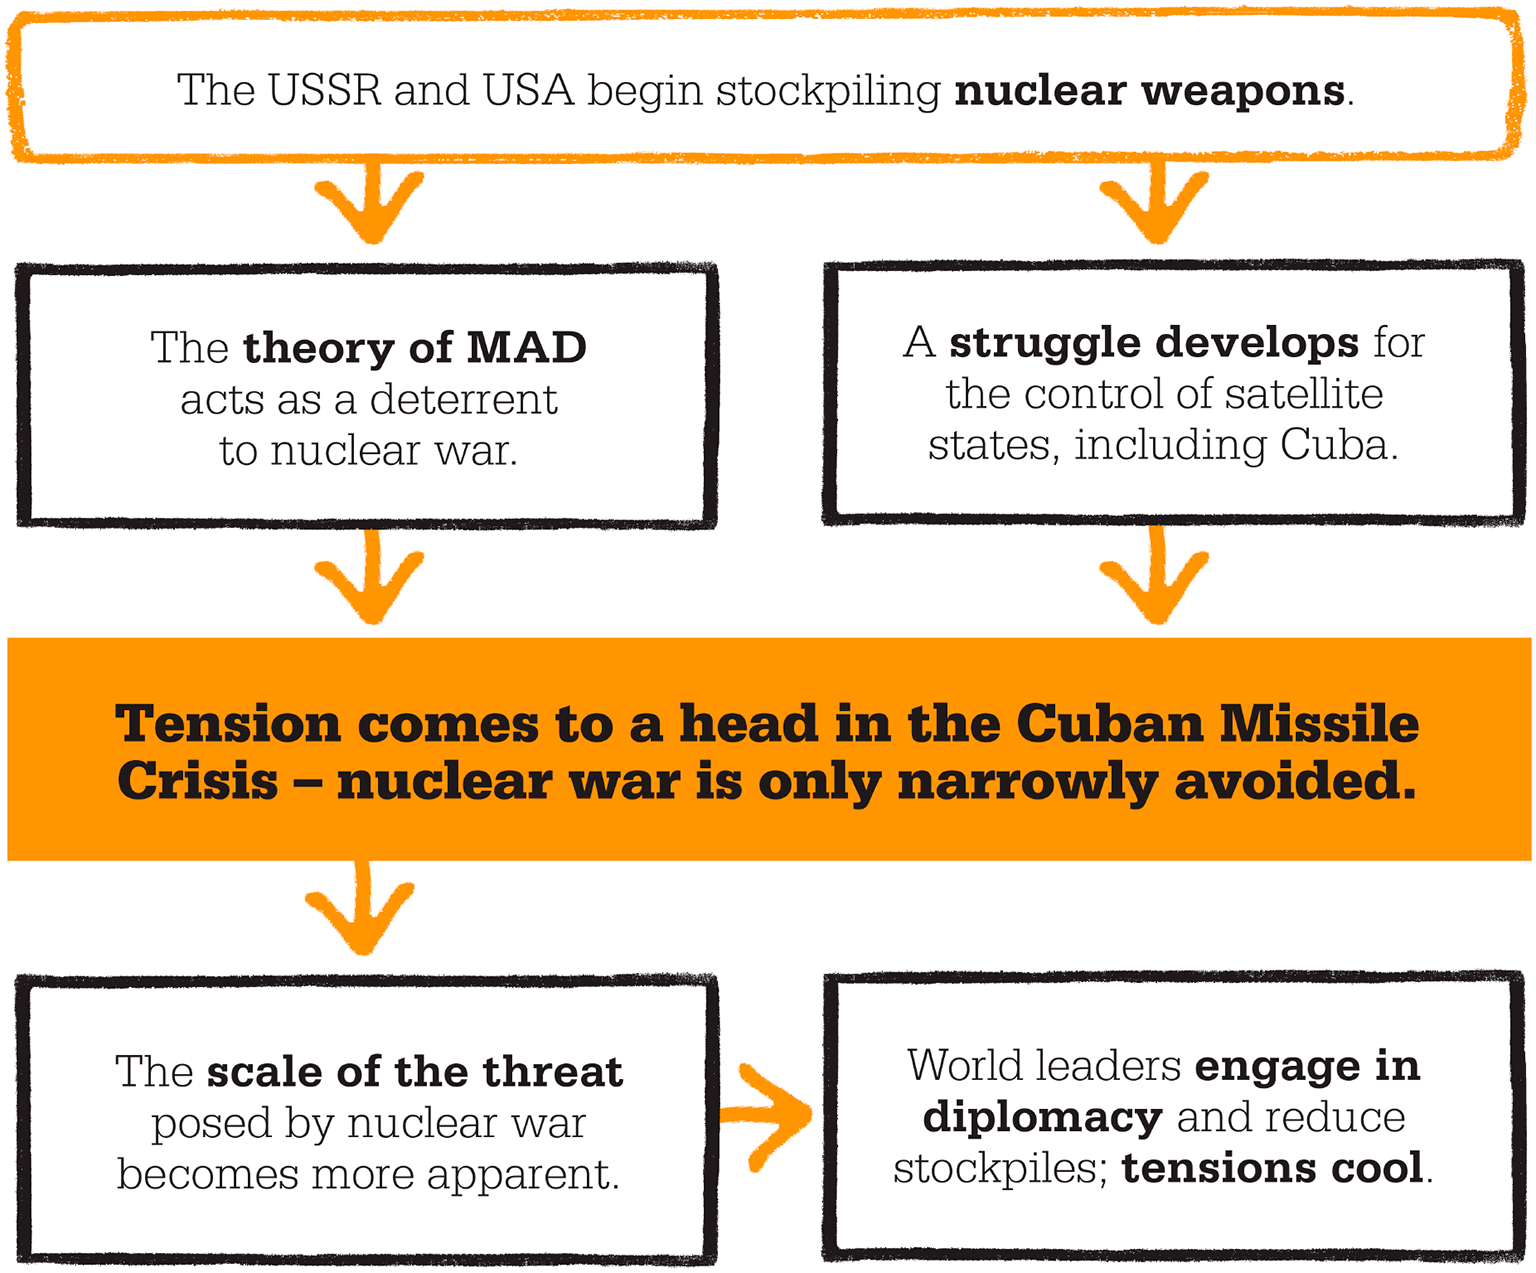 The USSR and USA begin stockpiling nuclear weapons.
The theory of MAD
acts as a deterrent
to nuclear war.
A struggle develops for
the control of satellite
states, including Cuba.
Tension comes to a head in the Cuban Missile
Crisis – nuclear war is only narrowly avoided.
The scale of the threat
posed by nuclear war
becomes more apparent.
World leaders engage in
diplomacy and reduce
stockpiles; tensions cool.